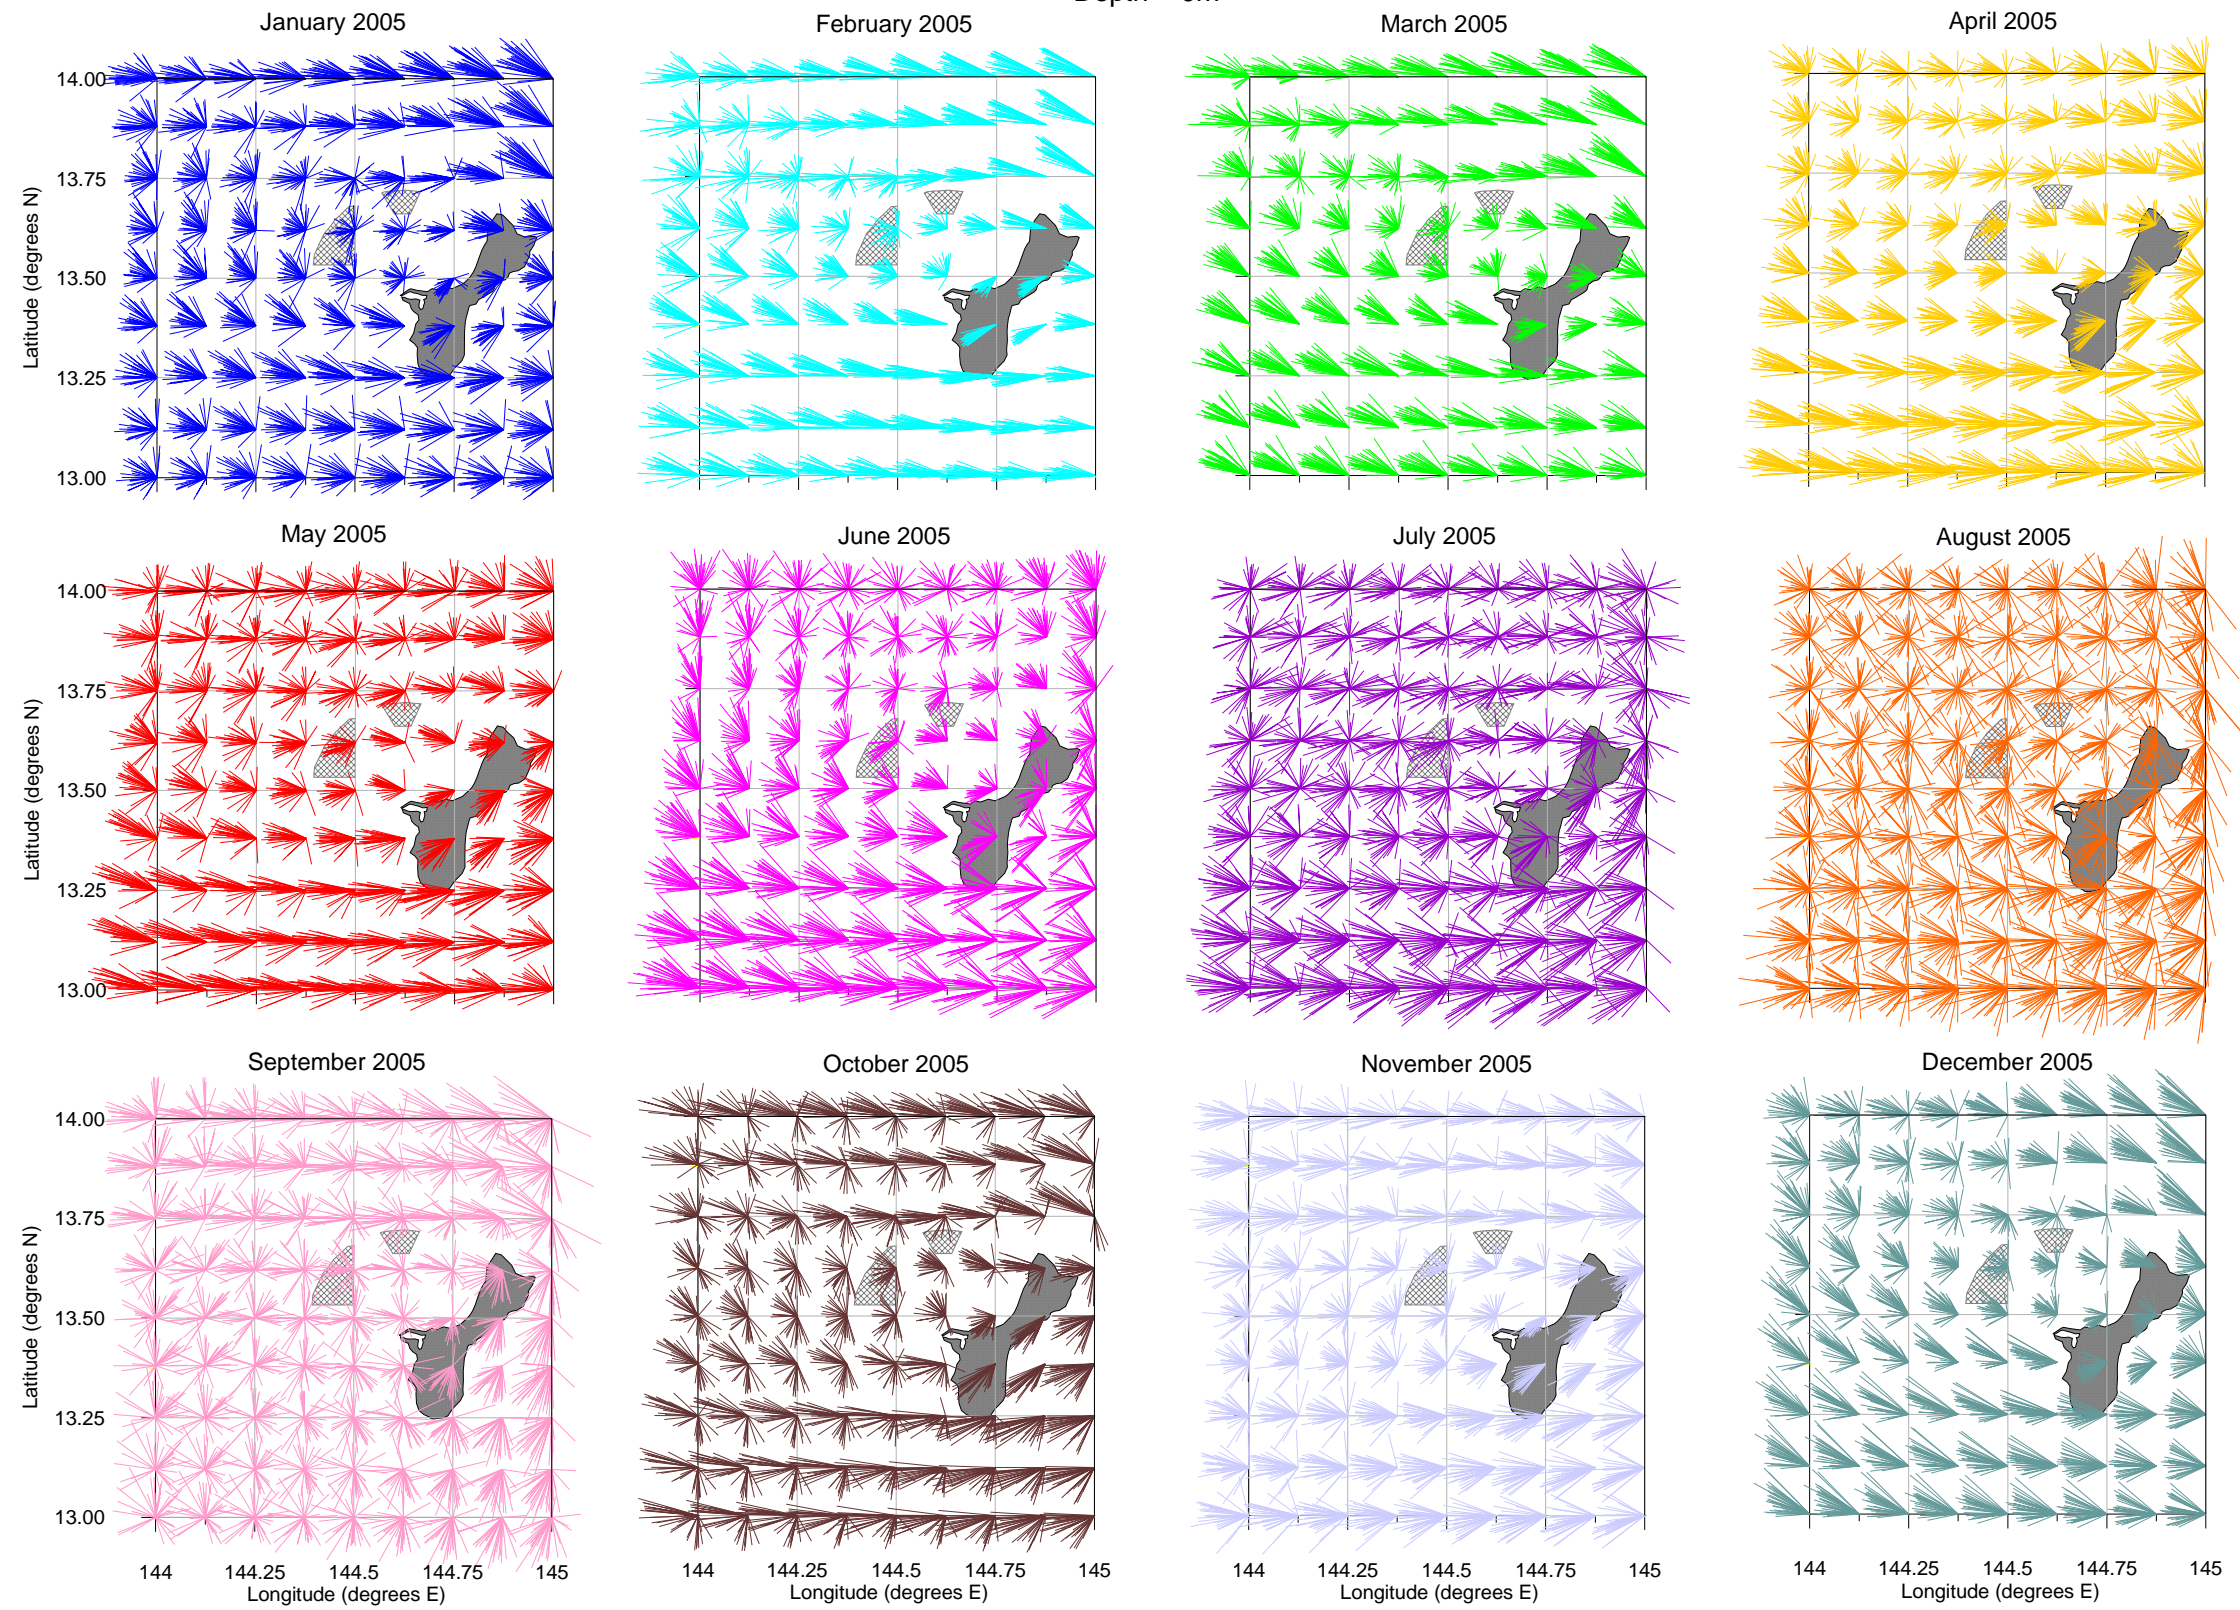 January 2005 February 2005 March 2005 April 2005
14.00
13.75
13.50
13.25
13.00
Latitude (degrees N)
May 2005 June 2005 July 2005 August 2005
14.00
13.75
13.50
13.25
13.00
Latitude (degrees N)
September 2005 October 2005 November 2005 December 2005
14.00
13.75
13.50
13.25
13.00
Latitude (degrees N)
144 144.25 144.5 144.75 145 144 144.25 144.5 144.75 145 144 144.25 144.5 144.75 145 144 144.25 144.5 144.75 145
Longitude (degrees E) Longitude (degrees E) Longitude (degrees E) Longitude (degrees E)